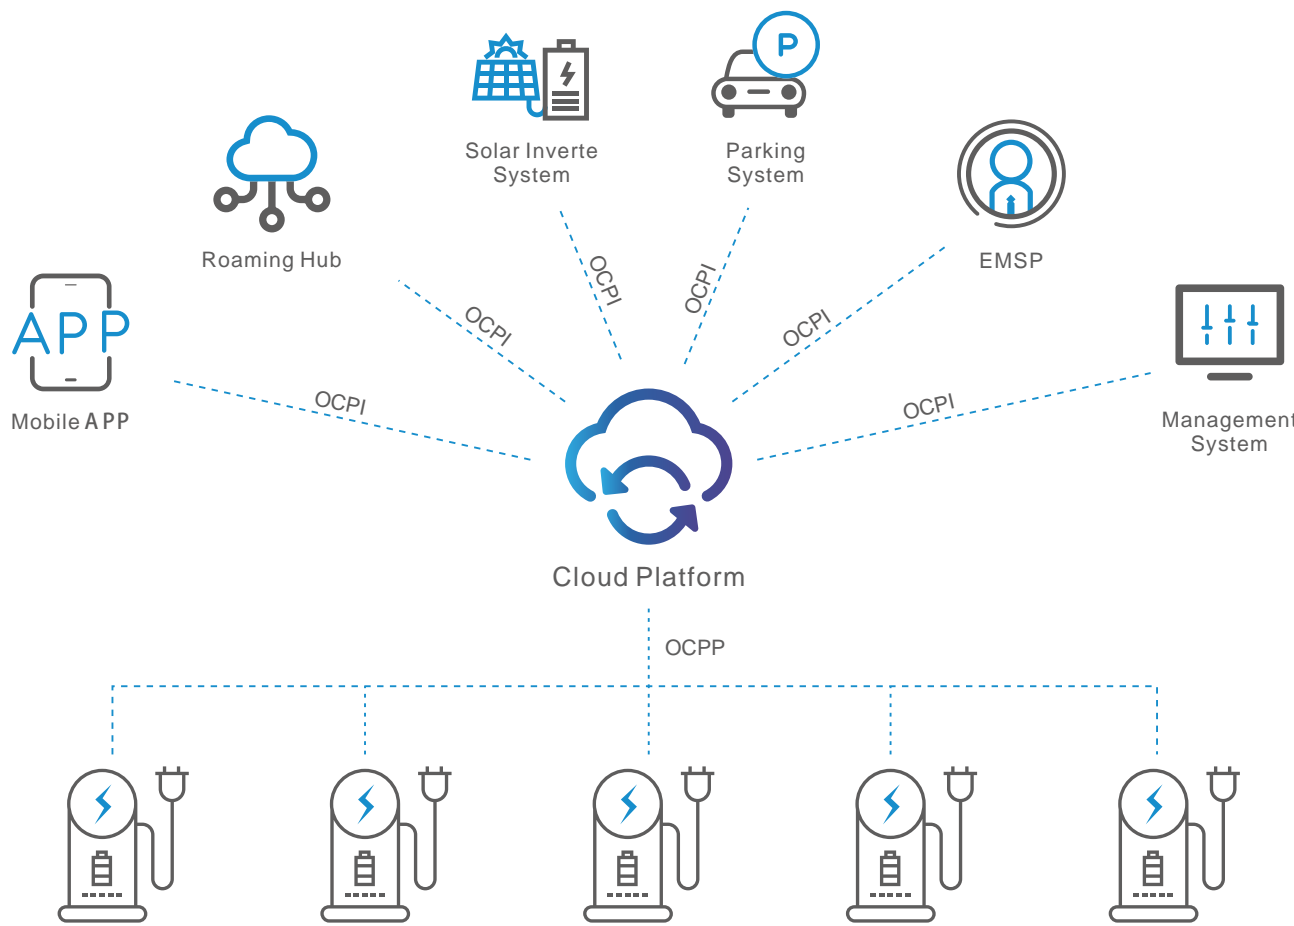 P
Solar Inverte
System
Parking
System
Roaming Hub
EMSP
APP
Mobile APP
Management
System
OCPI
OCPI
OCPI
OCPI
OCPI
OCPI
Cloud Platform
OCPP